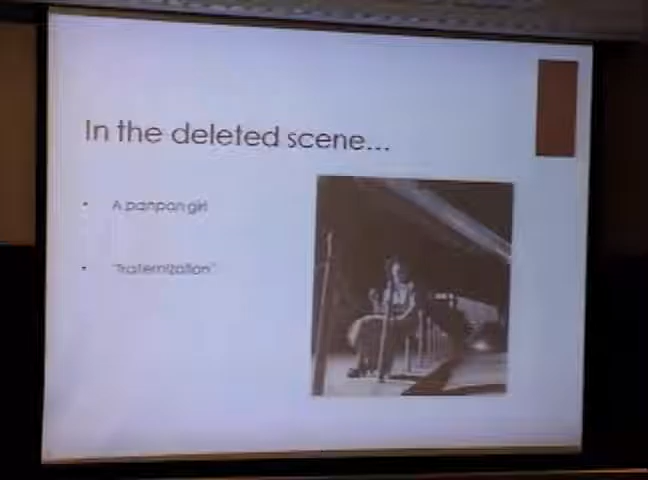 In the deleted scene...
• A panpan girl
• "fraternization"